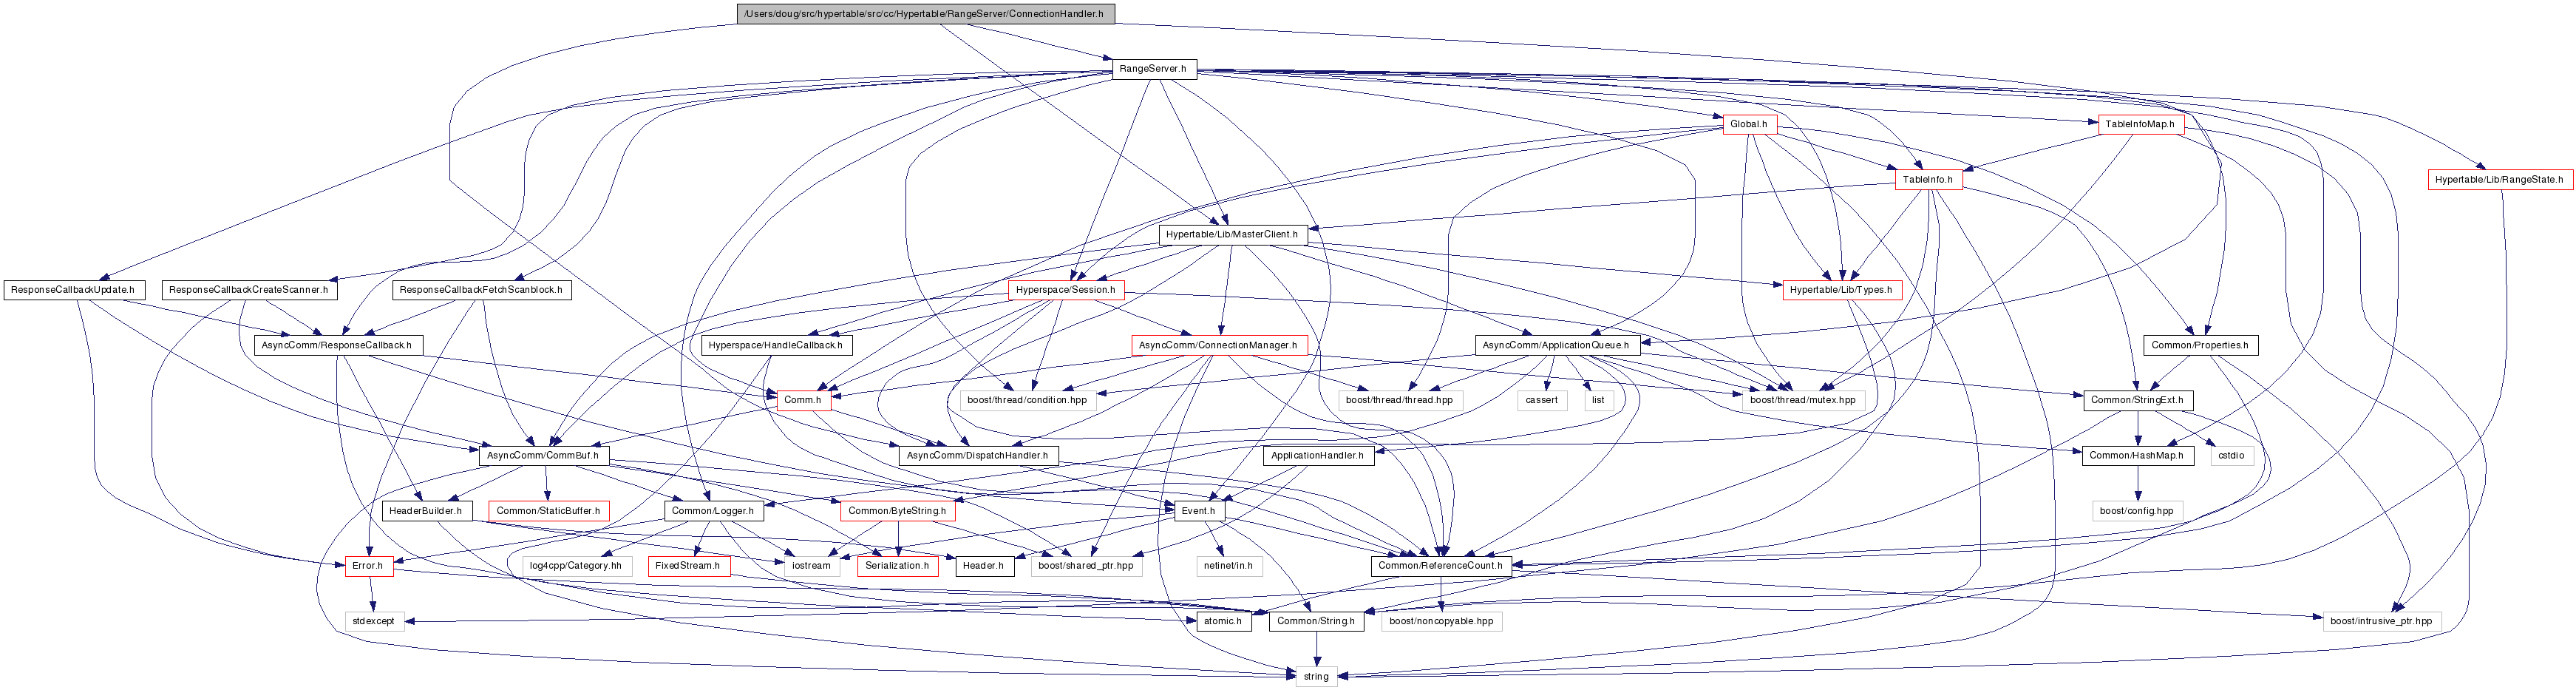 /Users/doug/src/hypertable/src/cc/Hypertable/RangeServer/ConnectionHandler.h
RangeServer.h
Global.h
TableInfoMap.h
TableInfo.h
Hypertable/Lib/RangeState.h
Hypertable/Lib/MasterClient.h
ResponseCallbackUpdate.h
ResponseCallbackCreateScanner.h
ResponseCallbackFetchScanblock.h
Hyperspace/Session.h
Hypertable/Lib/Types.h
AsyncComm/ResponseCallback.h
Hyperspace/HandleCallback.h
AsyncComm/ConnectionManager.h
AsyncComm/ApplicationQueue.h
Common/Properties.h
Comm.h
boost/thread/condition.hpp
boost/thread/thread.hpp
cassert
list
boost/thread/mutex.hpp
Common/StringExt.h
AsyncComm/CommBuf.h
AsyncComm/DispatchHandler.h
ApplicationHandler.h
Common/HashMap.h
cstdio
HeaderBuilder.h
Common/StaticBuffer.h
Common/Logger.h
Common/ByteString.h
Event.h
boost/config.hpp
Error.h
log4cpp/Category.hh
FixedStream.h
iostream
Serialization.h
Header.h
boost/shared_ptr.hpp
netinet/in.h
Common/ReferenceCount.h
stdexcept
atomic.h
Common/String.h
boost/noncopyable.hpp
boost/intrusive_ptr.hpp
string